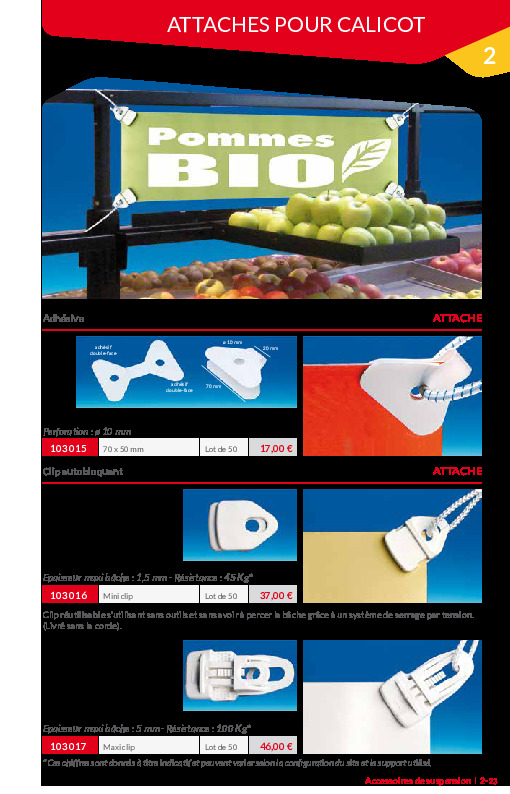 ATTACHES POUR CALICOT
2
Pommes
BIO
Adhésive
ATTACHE
adhésif
double-face
adhésif
double-face
ø 10 mm
20 mm
70 mm
Perforation : ø 10 mm
103015 70 x 50 mm Lot de 50 17,00 €
Clip autobloquant
ATTACHE
Epaisseur maxi bâche : 1,5 mm - Résistance : 45 Kg*
103016 Mini clip Lot de 50 37,00 €
Clip réutilisable s'utilisant sans outils et sans avoir à percer la bâche grâce à un système de serrage par tension.
(Livré sans la corde).
Epaisseur maxi bâche : 5 mm - Résistance : 100 Kg*
103017 Maxi clip Lot de 50 46,00 €
* Ces chiffres sont donnés à titre indicatif et peuvent varier selon la configuration du site et le support utilisé.
Accessoires de suspension | 2-23